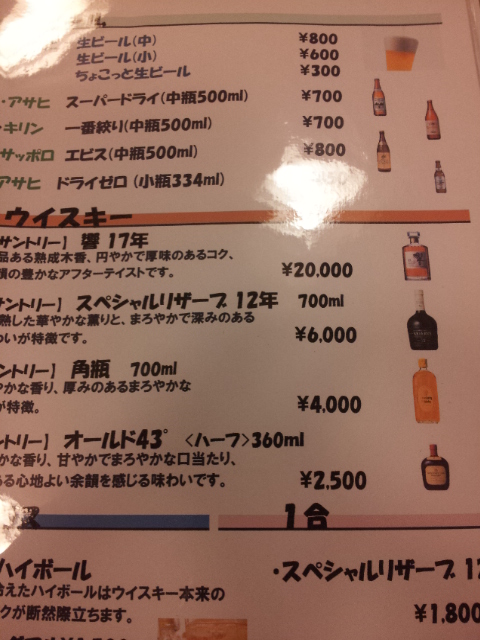 ール
生ビール(中) ¥800
生ビール(小) ¥600
ちょこっと生ビール ¥300
・アサヒ スーパードライ(中瓶500ml) ¥700
・キリン 一番絞り(中瓶500ml) ¥700
サッポロ エビス(中瓶500ml) ¥800
アサヒ ドライゼロ (小瓶334ml)
ウイスキー
サントリー】 響 17年
品ある熟成木香、円やかで厚味のあるコク、
の豊かなアフターテイストです。 ¥20,000
サントリー】 スペシャルリザーブ 12年 700ml
熟した華やかな薫りと、まろやかで深みのある
わいが特徴です。 ¥6,000
ントリー】 角瓶 700ml
やかな香り、厚みのあるまろやかな
が特徴。 ¥4,000
ントリー】 オールド43° 〈ハーフ〉360ml
かな香り、甘やかでまろやかな口当たり、
ある心地よい余韻を感じる味わいです。 ¥2,500
1合
ハイボール
冷えたハイボールはウイスキー本来の
クが断然際立ちます。
・スペシャルリザーブ 12
¥1,800